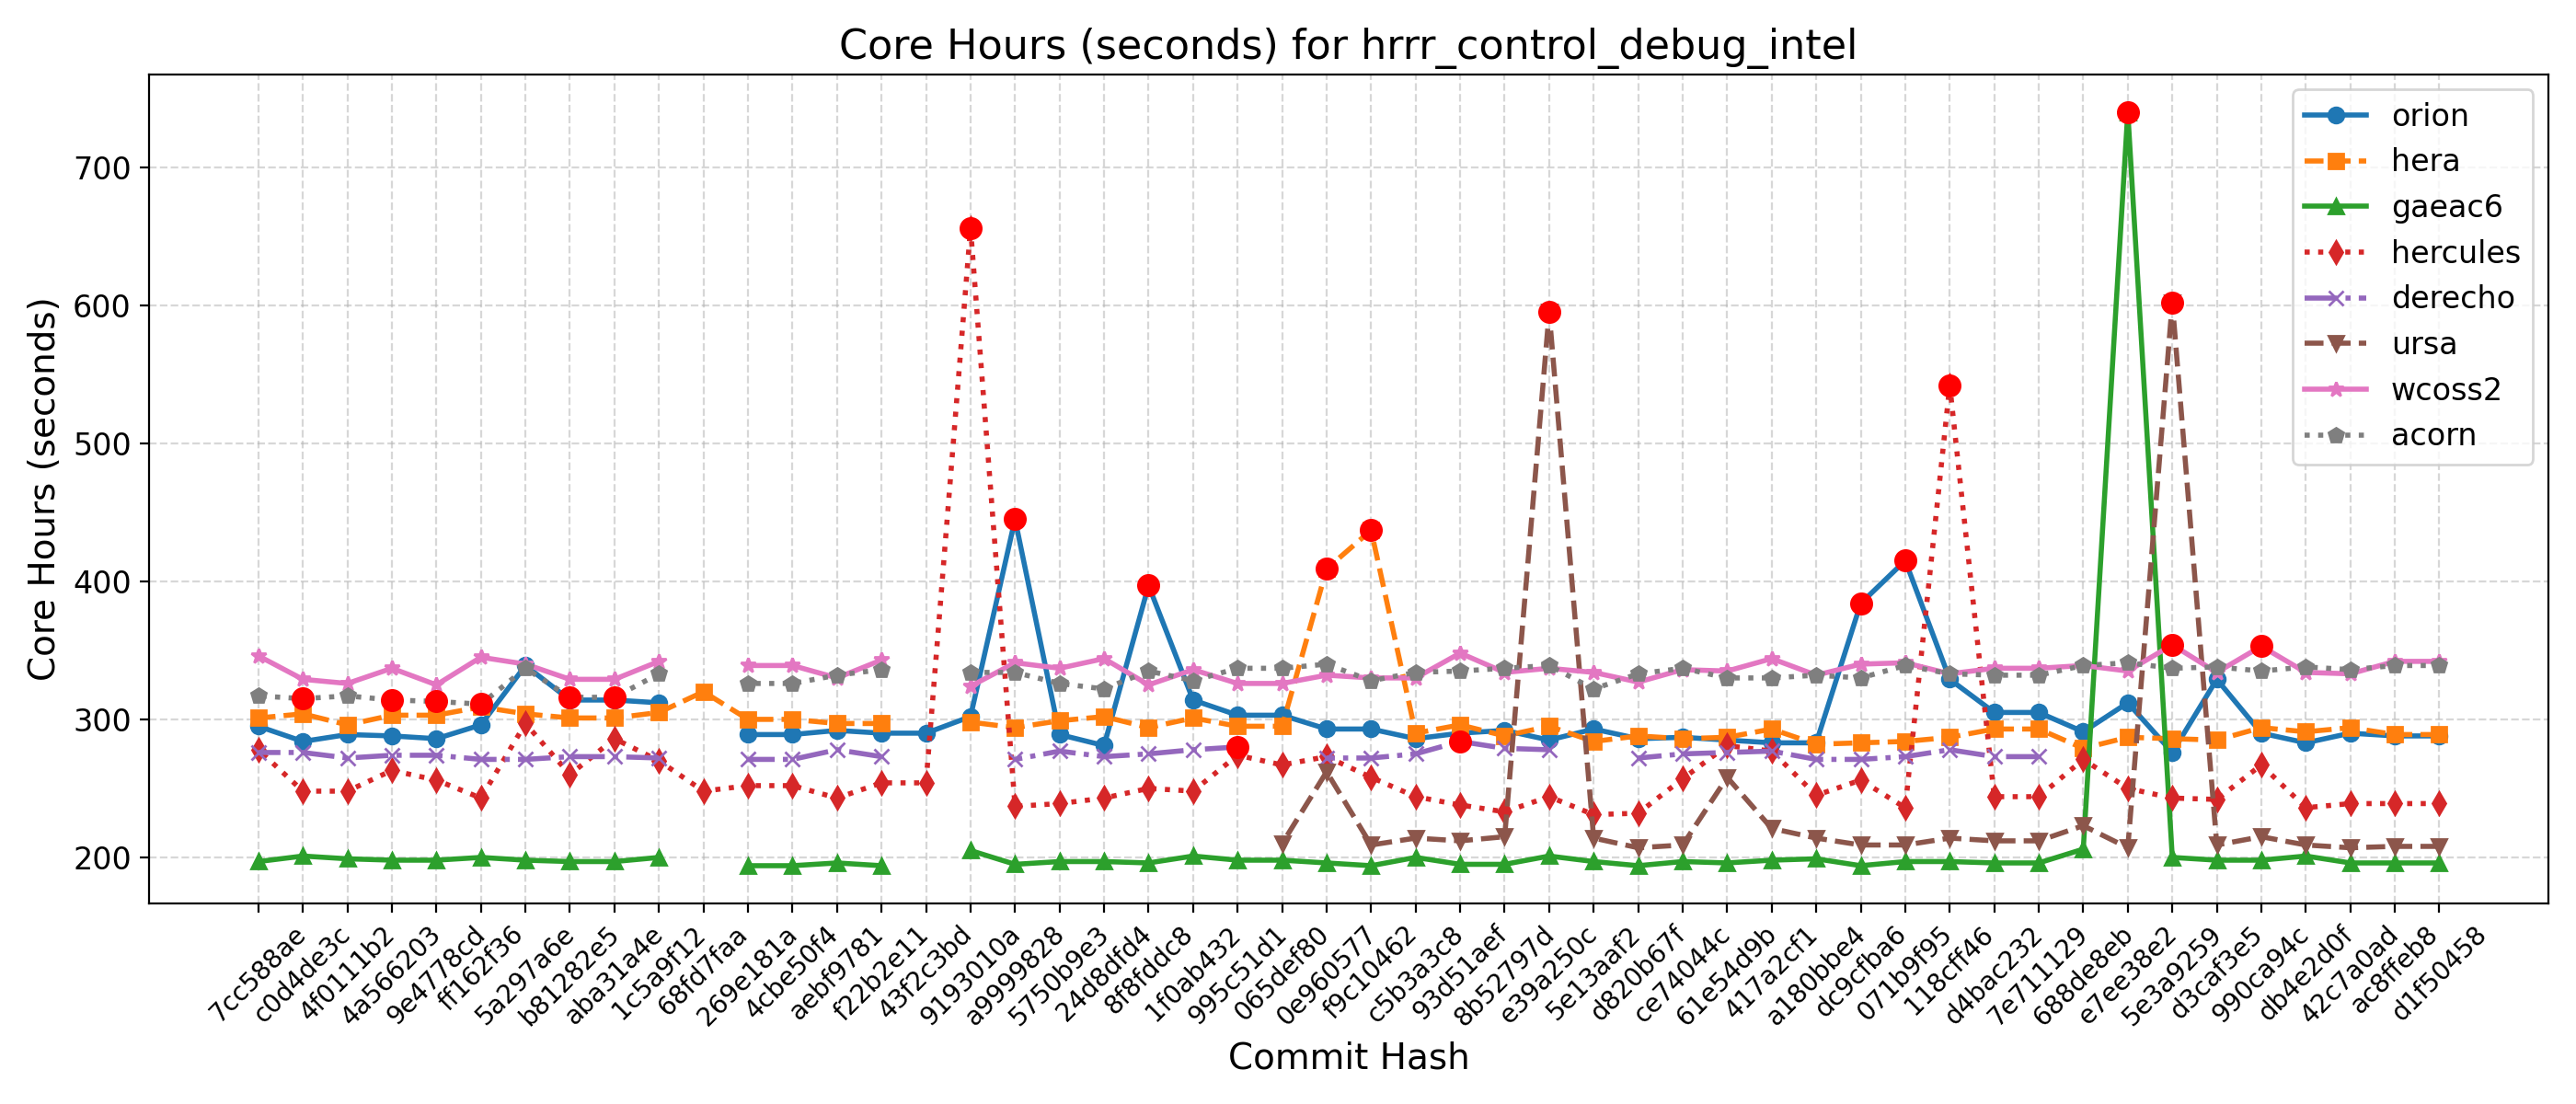 Core Hours (seconds) for hrrr_control_debug_intel
Core Hours (seconds)
700
600
500
400
300
200
orion
hera
gaeac6
hercules
derecho
ursa
wcoss2
acorn
7cc588ae
c0d4de3c
4f0111b2
4a566203
9e4778cd
ff162f36
5a297a6e
b81282e5
aba31a4e
1c5a9f12
68fd7faa
269e181a
4cbe50f4
aebf9781
f22b2e11
43f2c3bd
9193010a
a9999828
5750b9e3
24d8dfd4
8f8fddc8
1f0ab432
995c51d1
065def80
0e960577
f9c10462
c5b3a3c8
93d51aef
8b52797d
e39a250c
5e13aaf2
d820b67f
ce74044c
61e54d9b
417a2cf1
a180bbe4
dc9cfba6
071b9f95
118cff46
d4bac232
7e711129
688de8eb
e7ee38e2
5e3a9259
d3caf3e5
990ca94c
db4e2d0f
42c7a0ad
ac8ffeb8
d1f50458
Commit Hash